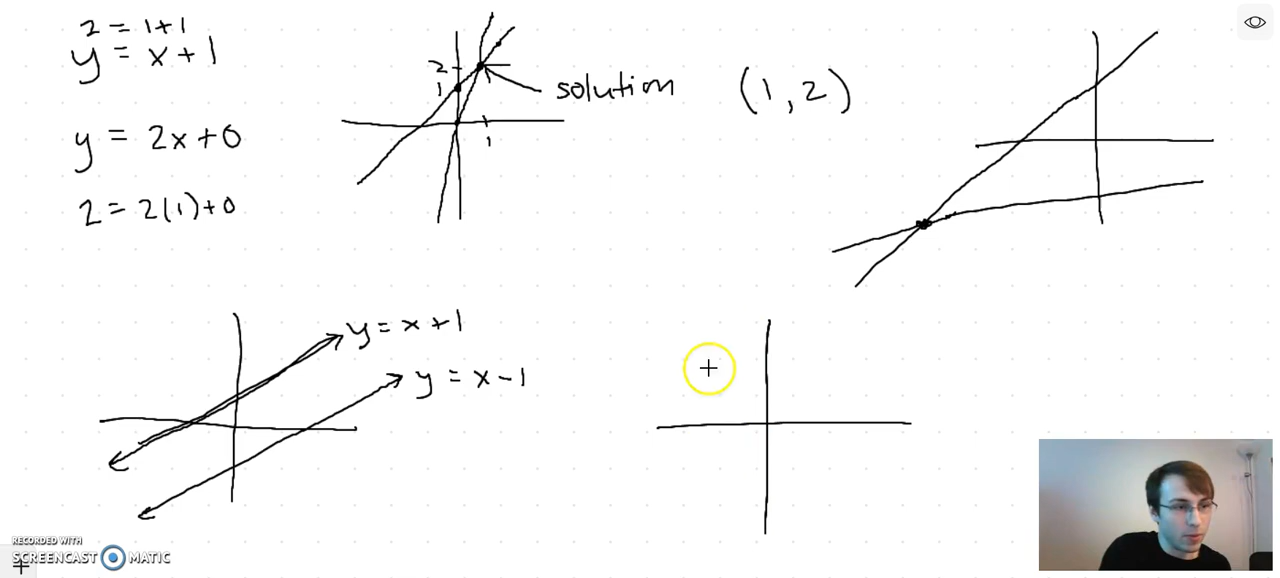 2 = 1+1
y = x + 1
y = 2x + 0
2 = 2(1)+0
2
1
1
1
solution (1, 2)
y = x + 1
y = x - 1
RECORDED WITH
SCREENCAST MATIC